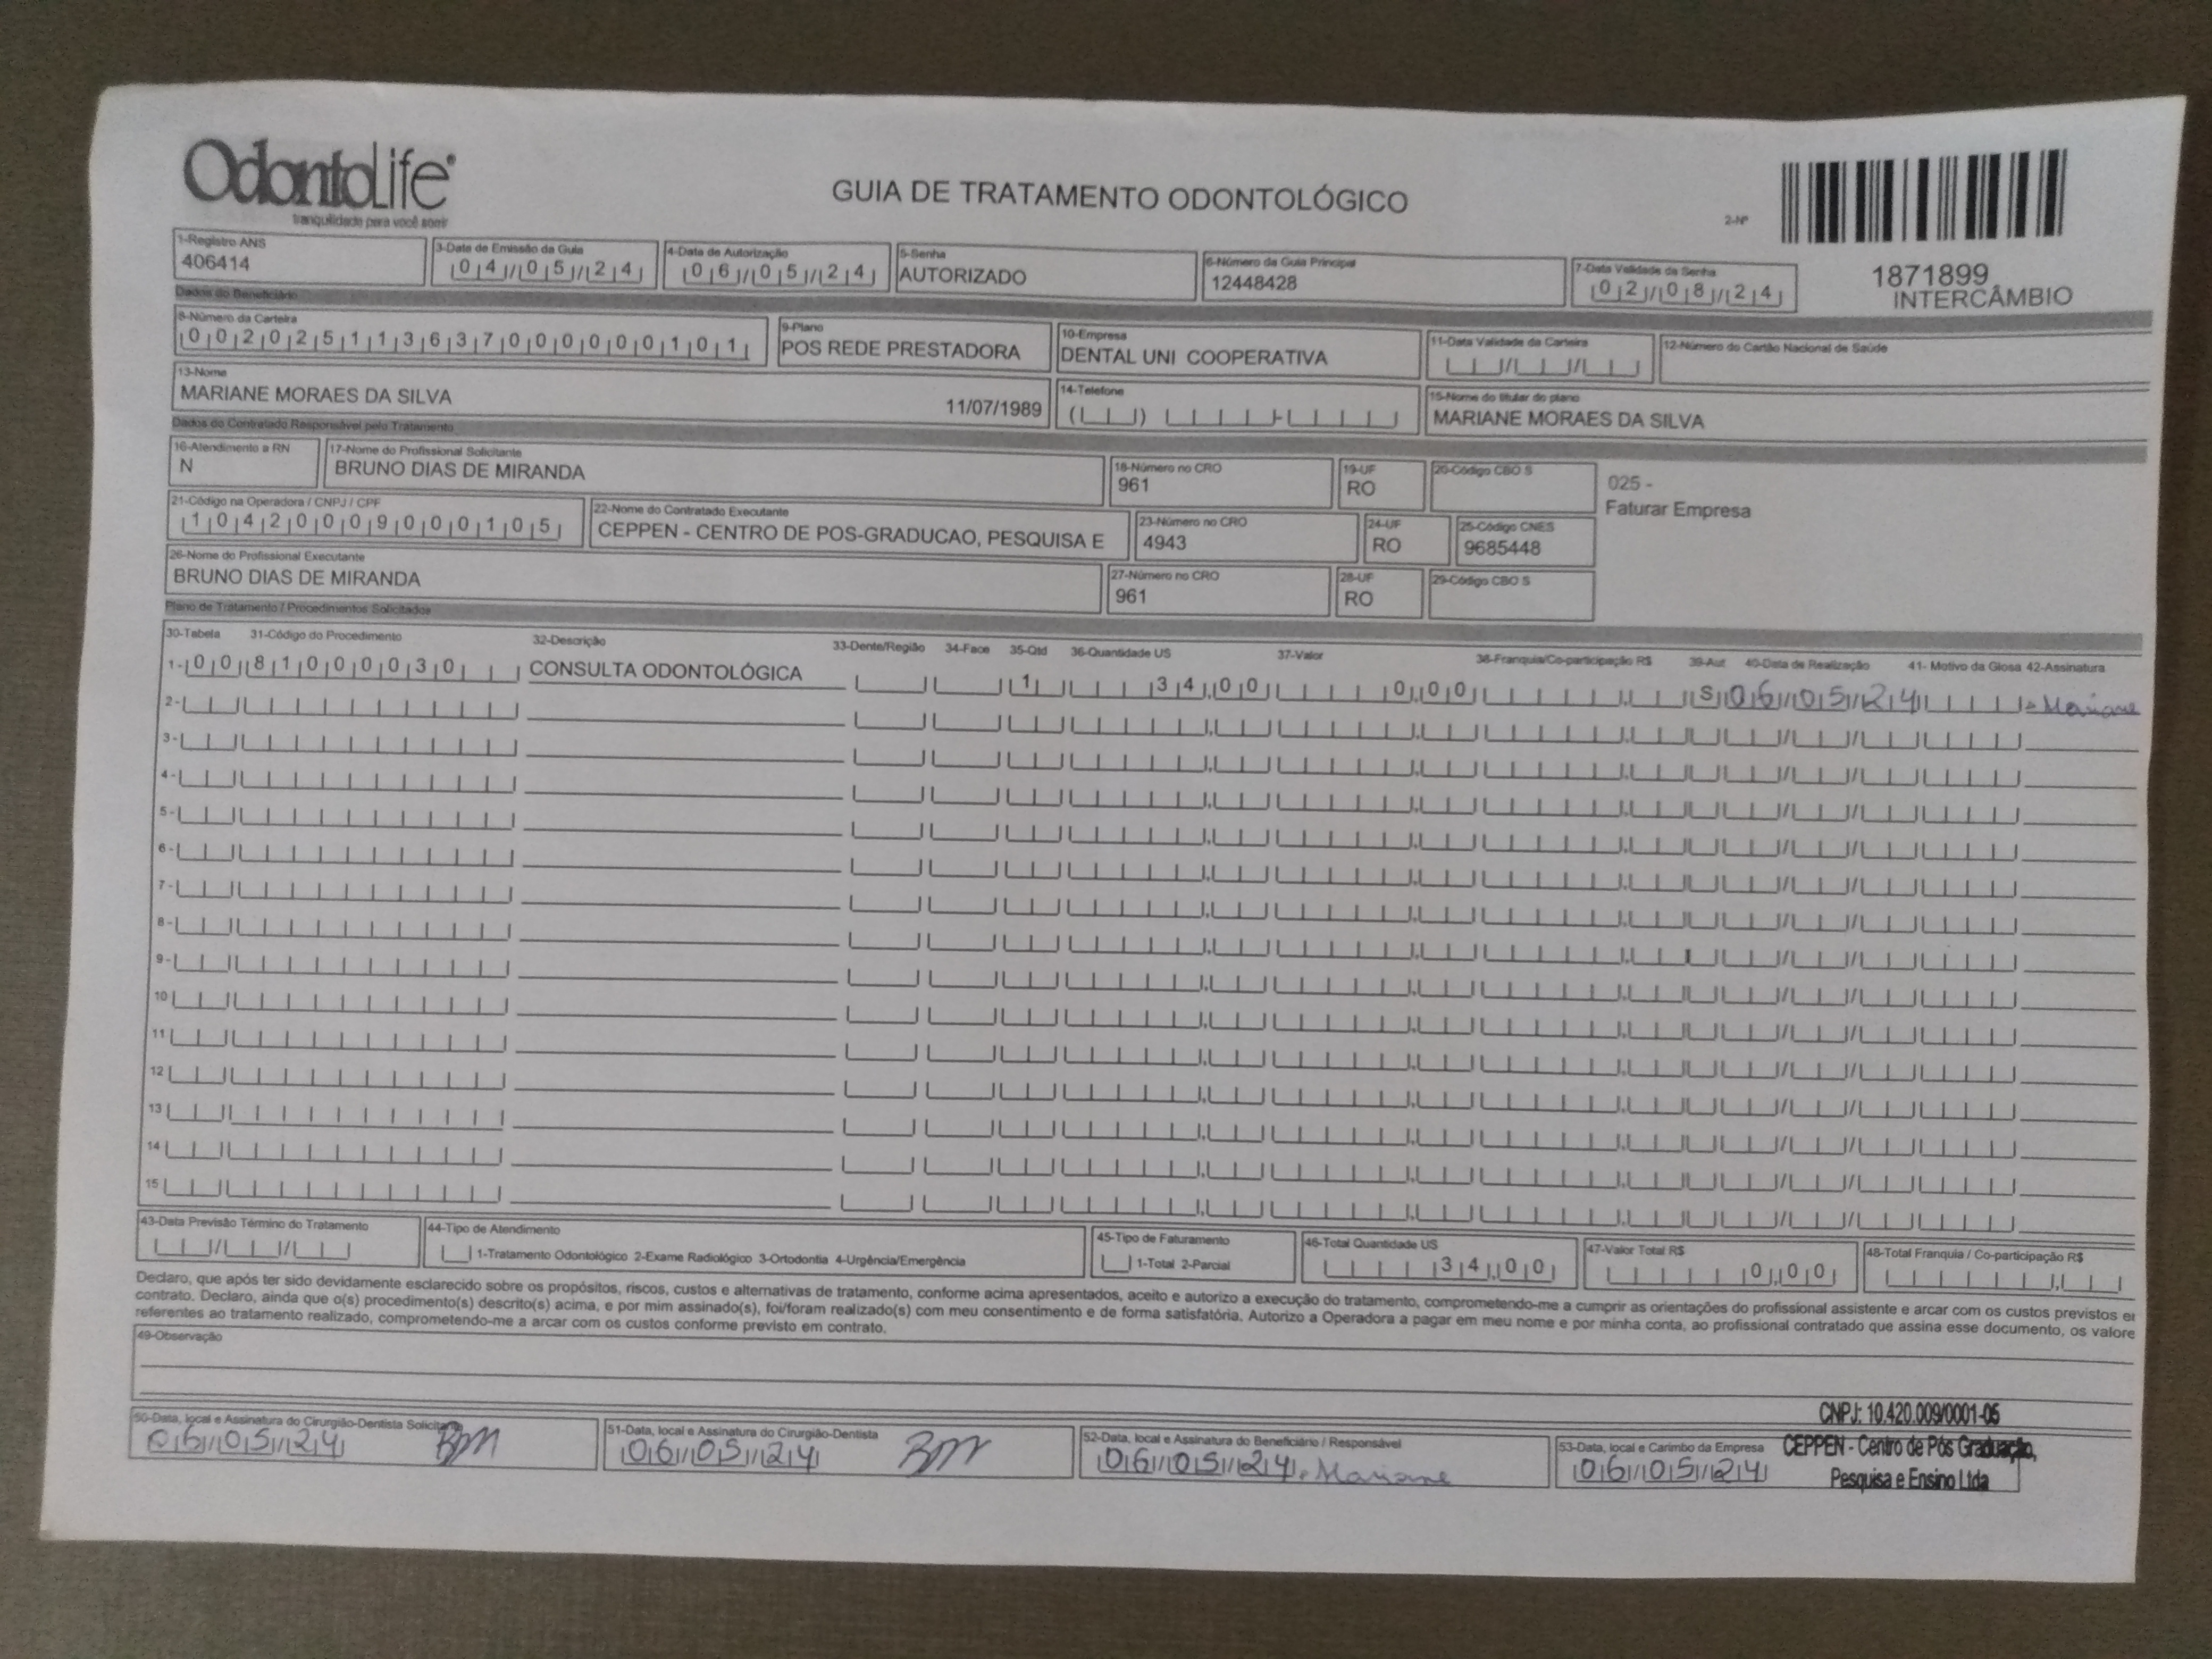 OdontoLife
tranquilidade para você sorrir
GUIA DE TRATAMENTO ODONTOLÓGICO
2-Nº
1871899
INTERCÂMBIO
1-Registro ANS
406414
3-Data de Emissão da Guia
04/05/24
4-Data de Autorização
06/05/24
5-Senha
AUTORIZADO
6-Número da Guia Principal
12448428
7-Data Validade da Senha
02/08/24
Dados do Beneficiário
8-Número da Carteira
002025113637000000101
9-Plano
POS REDE PRESTADORA
10-Empresa
DENTAL UNI COOPERATIVA
11-Data Validade da Carteira
12-Número do Cartão Nacional de Saúde
13-Nome
MARIANE MORAES DA SILVA 11/07/1989
14-Telefone
15-Nome do titular do plano
MARIANE MORAES DA SILVA
Dados do Contratado Responsável pelo Tratamento
16-Atendimento a RN
N
17-Nome do Profissional Solicitante
BRUNO DIAS DE MIRANDA
18-Número no CRO
961
19-UF
RO
20-Código CBO S
025 -
Faturar Empresa
21-Código na Operadora / CNPJ / CPF
10420009000105
22-Nome do Contratado Executante
CEPPEN - CENTRO DE POS-GRADUCAO, PESQUISA E
23-Número no CRO
4943
24-UF
RO
25-Código CNES
9685448
26-Nome do Profissional Executante
BRUNO DIAS DE MIRANDA
27-Número no CRO
961
28-UF
RO
29-Código CBO S
Plano de Tratamento / Procedimentos Solicitados
30-Tabela 31-Código do Procedimento 32-Descrição 33-Dente/Região 34-Face 35-Qtd 36-Quantidade US 37-Valor 38-Franquia/Co-participação R$ 39-Aut 40-Data de Realização 41- Motivo da Glosa 42-Assinatura
1- 00 81000030 CONSULTA ODONTOLÓGICA 1 34,00 0,00 S 06/05/24 Mariane
2-
3-
4-
5-
6-
7-
8-
9-
10
11
12
13
14
15
43-Data Previsão Término do Tratamento
44-Tipo de Atendimento
1-Tratamento Odontológico 2-Exame Radiológico 3-Ortodontia 4-Urgência/Emergência
45-Tipo de Faturamento
1-Total 2-Parcial
46-Total Quantidade US
34,00
47-Valor Total R$
0,00
48-Total Franquia / Co-participação R$
Declaro, que após ter sido devidamente esclarecido sobre os propósitos, riscos, custos e alternativas de tratamento, conforme acima apresentados, aceito e autorizo a execução do tratamento, comprometendo-me a cumprir as orientações do profissional assistente e arcar com os custos previstos em
contrato. Declaro, ainda que o(s) procedimento(s) descrito(s) acima, e por mim assinado(s), foi/foram realizado(s) com meu consentimento e de forma satisfatória. Autorizo a Operadora a pagar em meu nome e por minha conta, ao profissional contratado que assina esse documento, os valore
referentes ao tratamento realizado, comprometendo-me a arcar com os custos conforme previsto em contrato.
49-Observação
50-Data, local e Assinatura do Cirurgião-Dentista Solicitante
06/05/24 BM
51-Data, local e Assinatura do Cirurgião-Dentista
06/05/24 BM
52-Data, local e Assinatura do Beneficiário / Responsável
06/05/24 Mariane
53-Data, local e Carimbo da Empresa
06/05/24
CNPJ: 10.420.009/0001-05
CEPPEN - Centro de Pós Graduação,
Pesquisa e Ensino Ltda